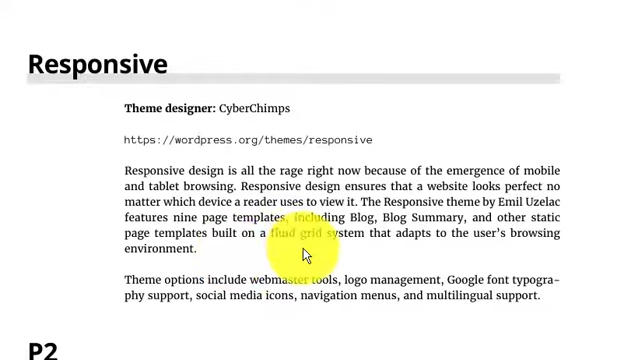 Responsive
Theme designer: CyberChimps
https://wordpress.org/themes/responsive
Responsive design is all the rage right now because of the emergence of mobile
and tablet browsing. Responsive design ensures that a website looks perfect no
matter which device a reader uses to view it. The Responsive theme by Emil Uzelac
features nine page templates, including Blog, Blog Summary, and other static
page templates built on a fluid grid system that adapts to the user's browsing
environment.
Theme options include webmaster tools, logo management, Google font typogra-
phy support, social media icons, navigation menus, and multilingual support.
P2